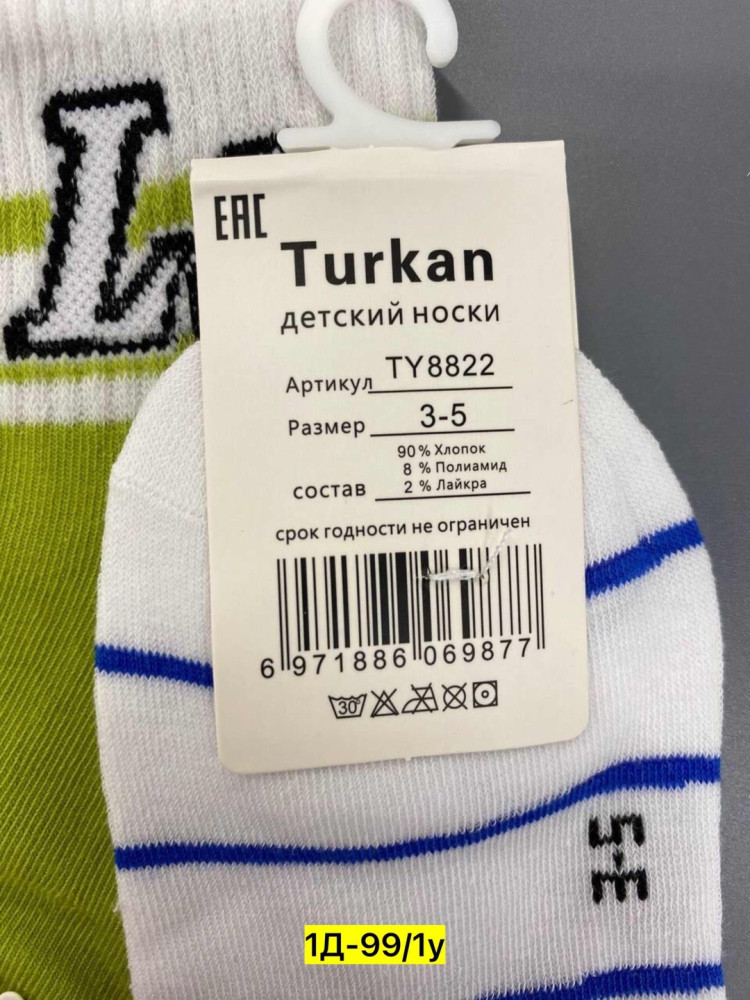 L
EAC
Turkan
детский носки
Артикул TY8822
Размер 3-5
90% Хлопок
8 % Полиамид
состав 2 % Лайкра
срок годности не ограничен
6 971886 069877
30°
3-5
1Д-99/1у